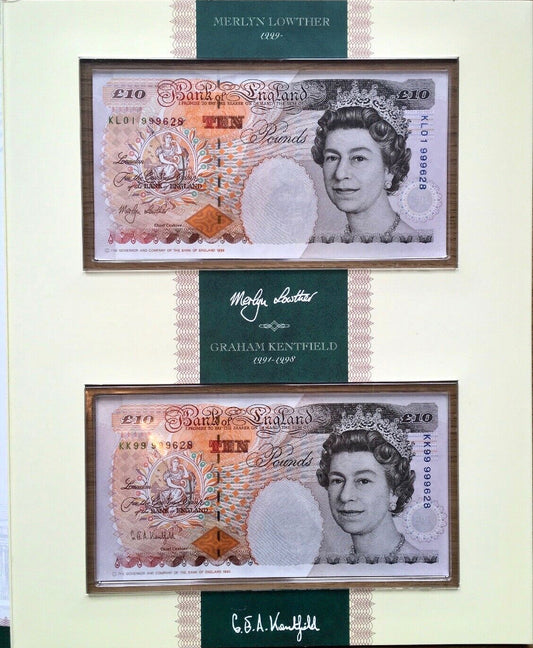 MERLYN LOWTHER
1999-
£10 Bank of England £10
I PROMISE TO PAY THE BEARER ON DEMAND THE SUM OF
KL01 999628
TEN
Pounds
KL01 999628
London
For the Govr and Compa
of the BANK of ENGLAND
Merlyn Lowther
Chief Cashier
© THE GOVERNOR AND COMPANY OF THE BANK OF ENGLAND
Merlyn Lowther
GRAHAM KENTFIELD
1991-1998
£10 Bank of England £10
I PROMISE TO PAY THE BEARER ON DEMAND THE SUM OF
KK99 999628
TEN
Pounds
KK99 999628
London
For the Govr and Compa
of the BANK of ENGLAND
G.E.A. Kentfield
Chief Cashier
© THE GOVERNOR AND COMPANY OF THE BANK OF ENGLAND
G.E.A. Kentfield